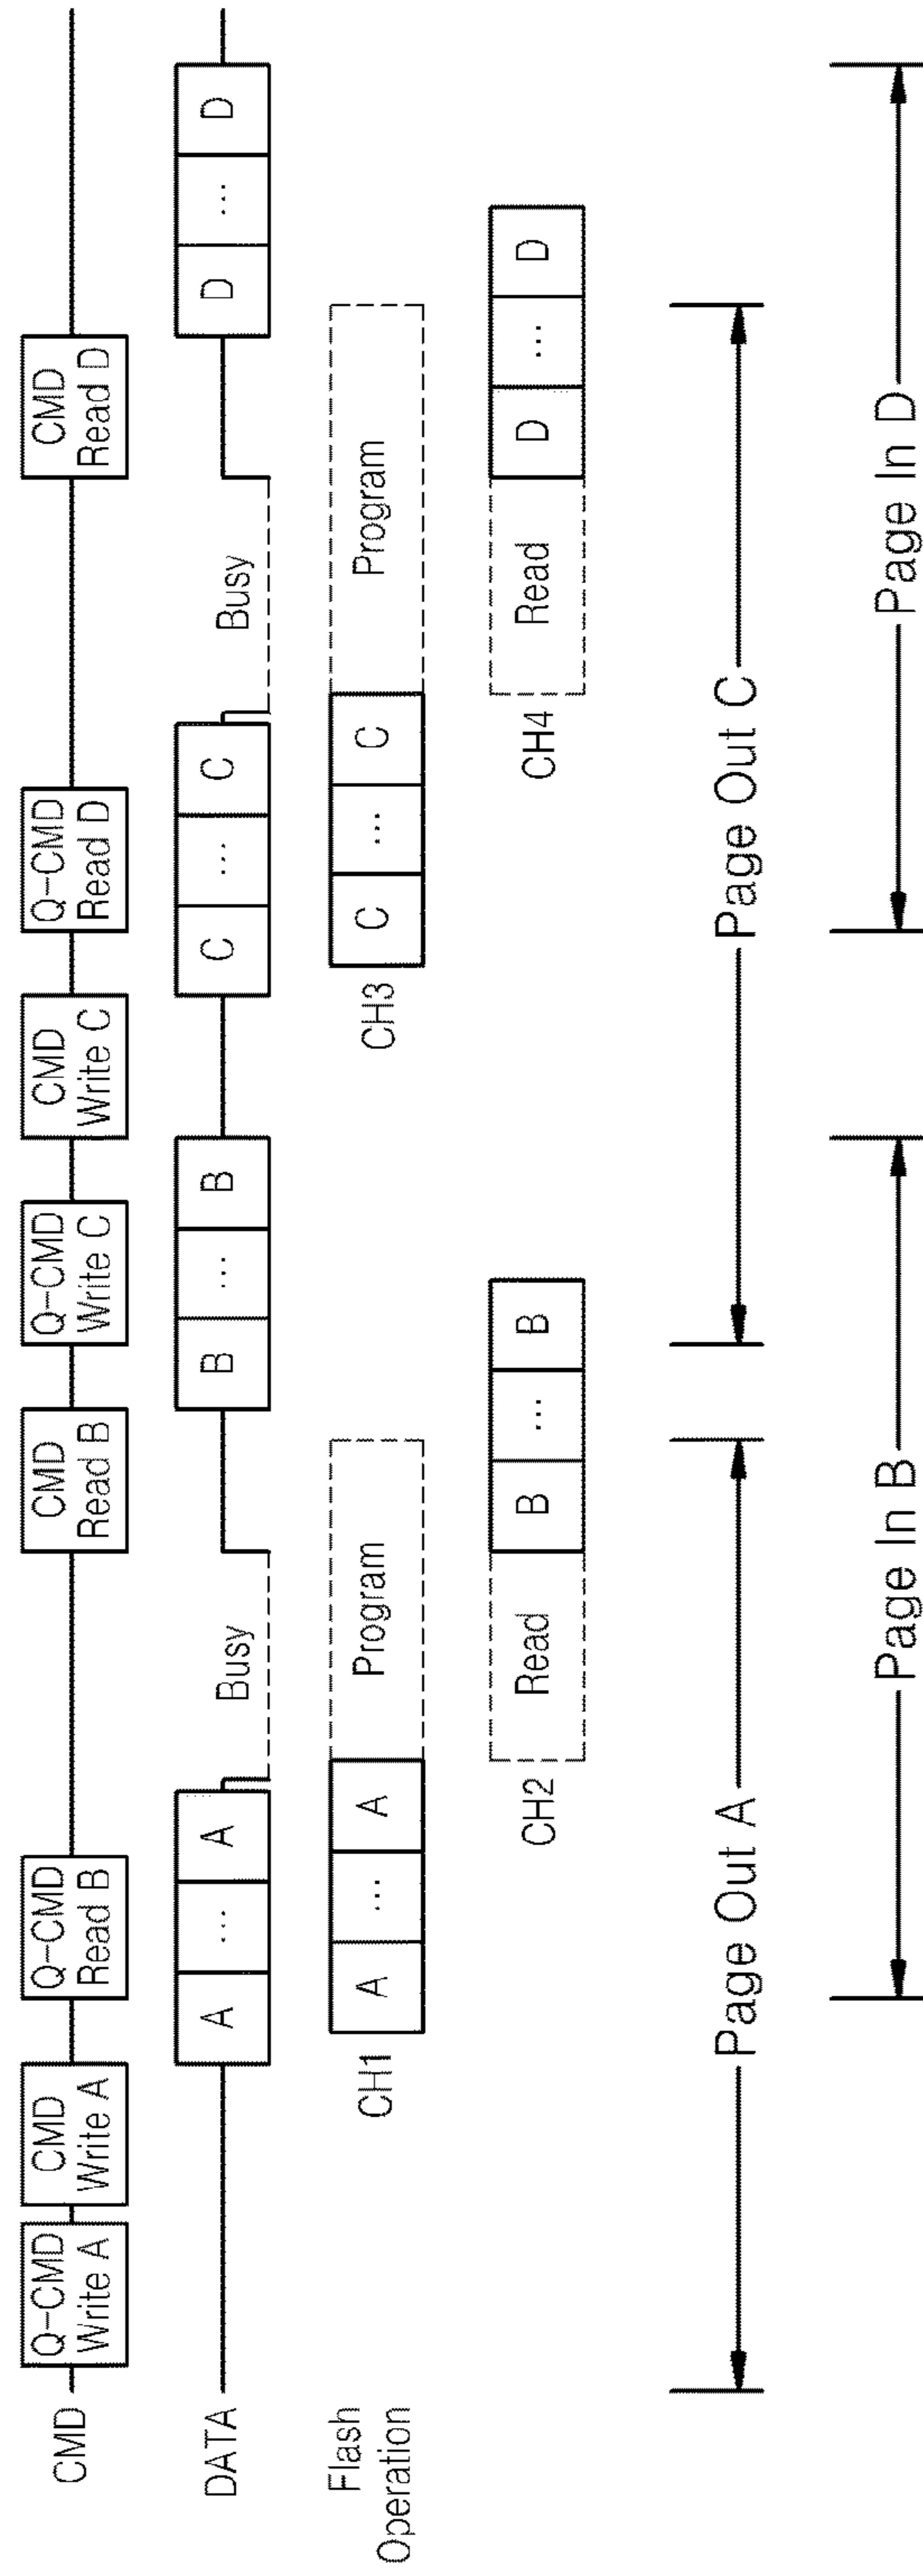 CMD
Q-CMD
Write A
CMD
Write A
Q-CMD
Read B
CMD
Read B
Q-CMD
Write C
CMD
Write C
Q-CMD
Read D
CMD
Read D
DATA
A
...
A
Busy
B
...
B
C
...
C
Busy
D
...
D
Flash
Operation
CH1
A
...
A
Program
CH3
C
...
C
Program
CH2
Read
B
...
B
CH4
Read
D
...
D
Page Out A
Page Out C
Page In B
Page In D